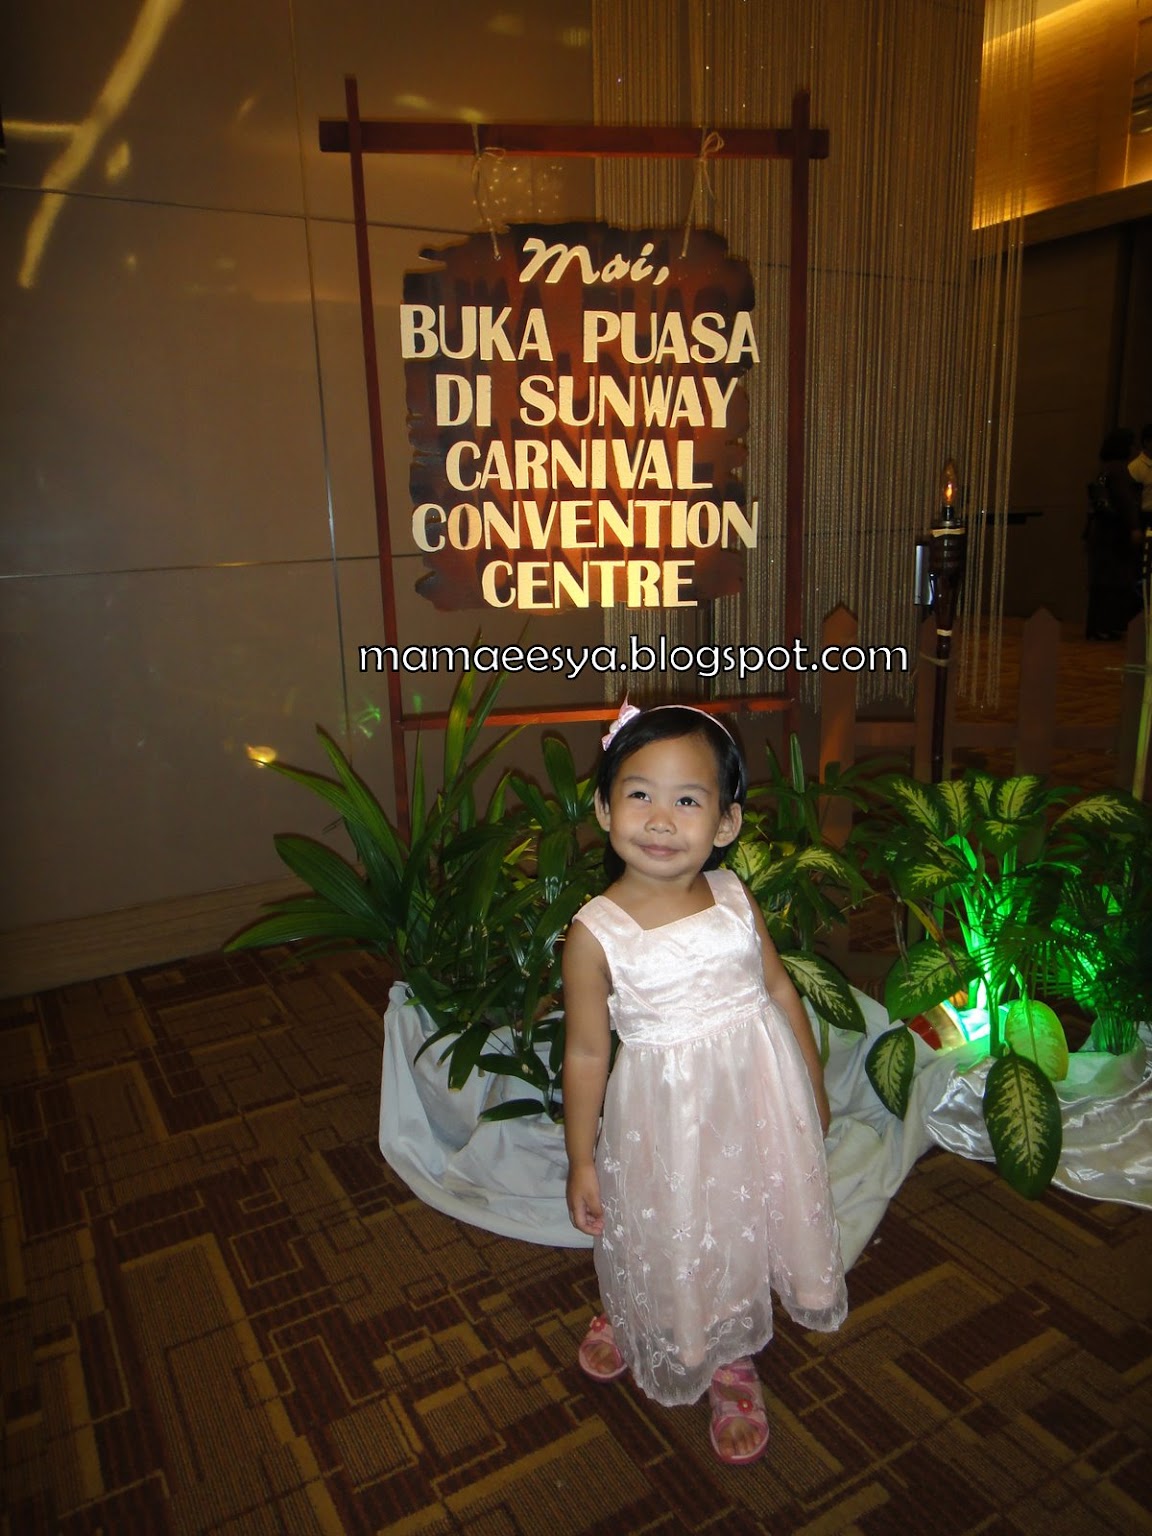 Mai,
BUKA PUASA
DI SUNWAY
CARNIVAL
CONVENTION
CENTRE
mamaeesya.blogspot.com